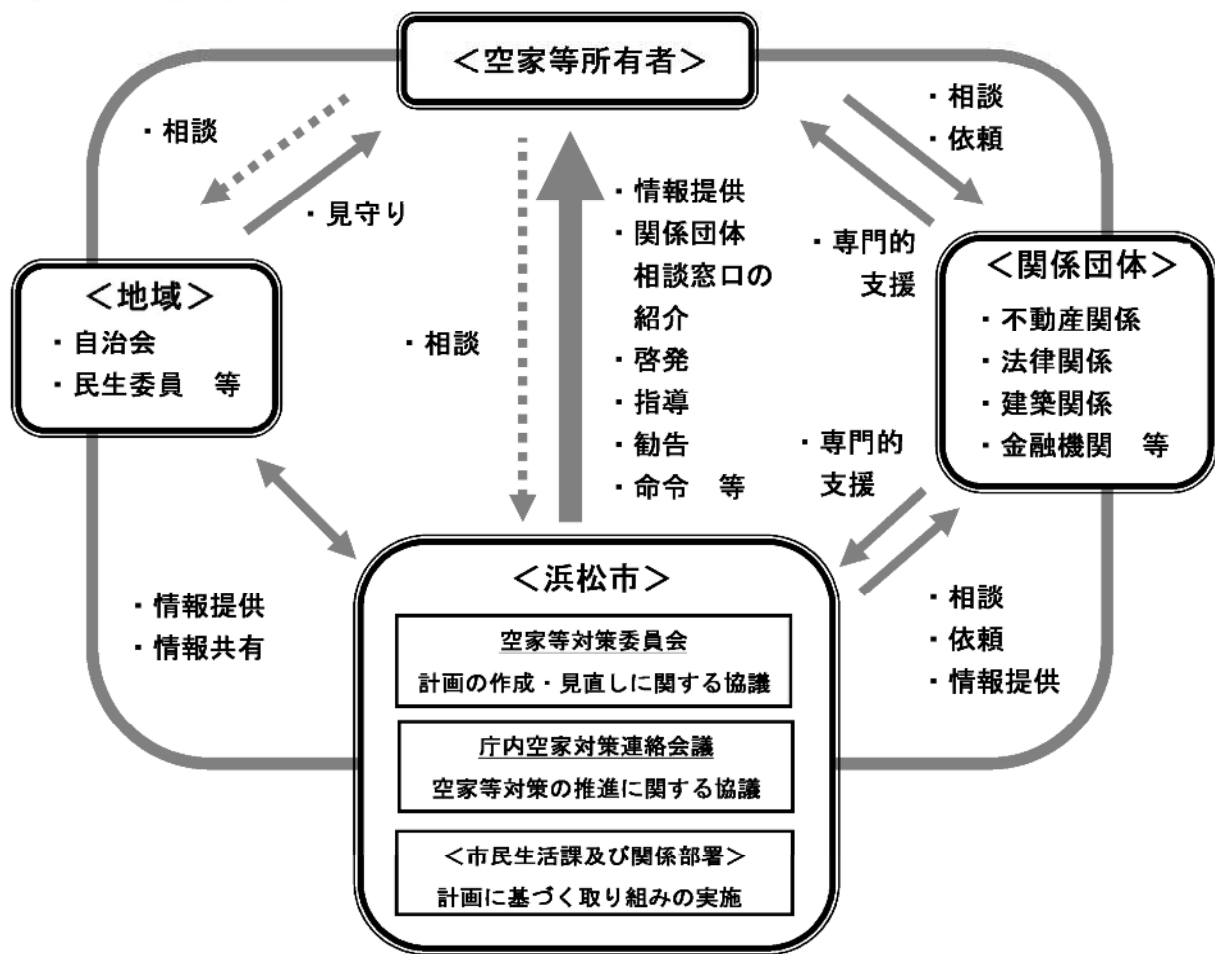 ＜空家等所有者＞
・相談
・見守り
・相談
・依頼
・専門的
支援
・情報提供
・関係団体
相談窓口の
紹介
・啓発
・指導
・勧告
・命令　等
・相談
＜地域＞
・自治会
・民生委員　等
＜関係団体＞
・不動産関係
・法律関係
・建築関係
・金融機関　等
・専門的
支援
・情報提供
・情報共有
・相談
・依頼
・情報提供
＜浜松市＞
空家等対策委員会
計画の作成・見直しに関する協議
庁内空家対策連絡会議
空家等対策の推進に関する協議
＜市民生活課及び関係部署＞
計画に基づく取り組みの実施